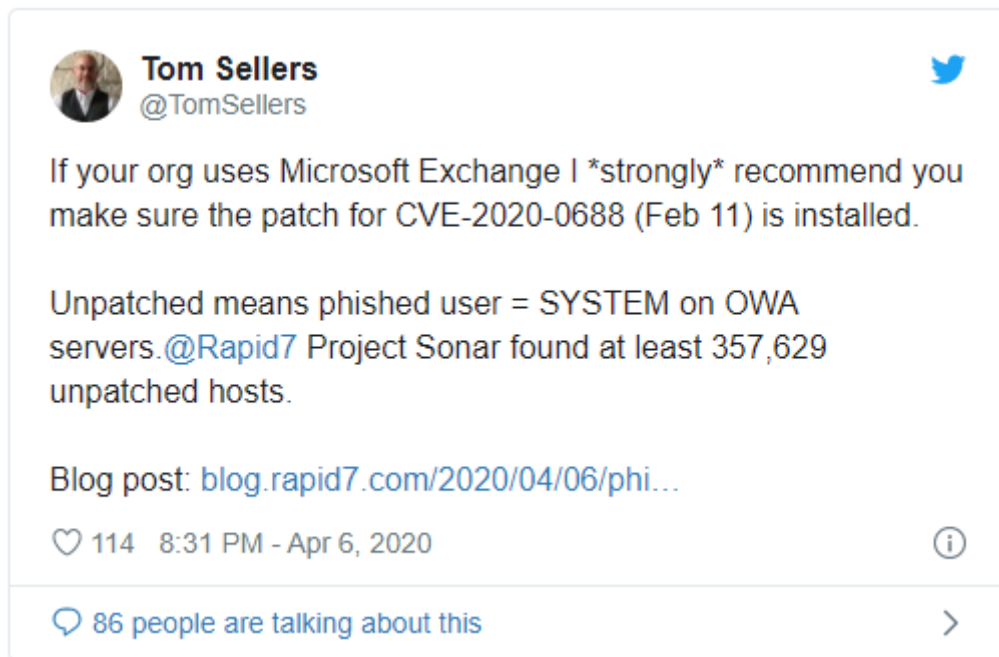 Tom Sellers
@TomSellers
If your org uses Microsoft Exchange I *strongly* recommend you
make sure the patch for CVE-2020-0688 (Feb 11) is installed.
Unpatched means phished user = SYSTEM on OWA
servers.@Rapid7 Project Sonar found at least 357,629
unpatched hosts.
Blog post: blog.rapid7.com/2020/04/06/phi...
114 8:31 PM - Apr 6, 2020
86 people are talking about this